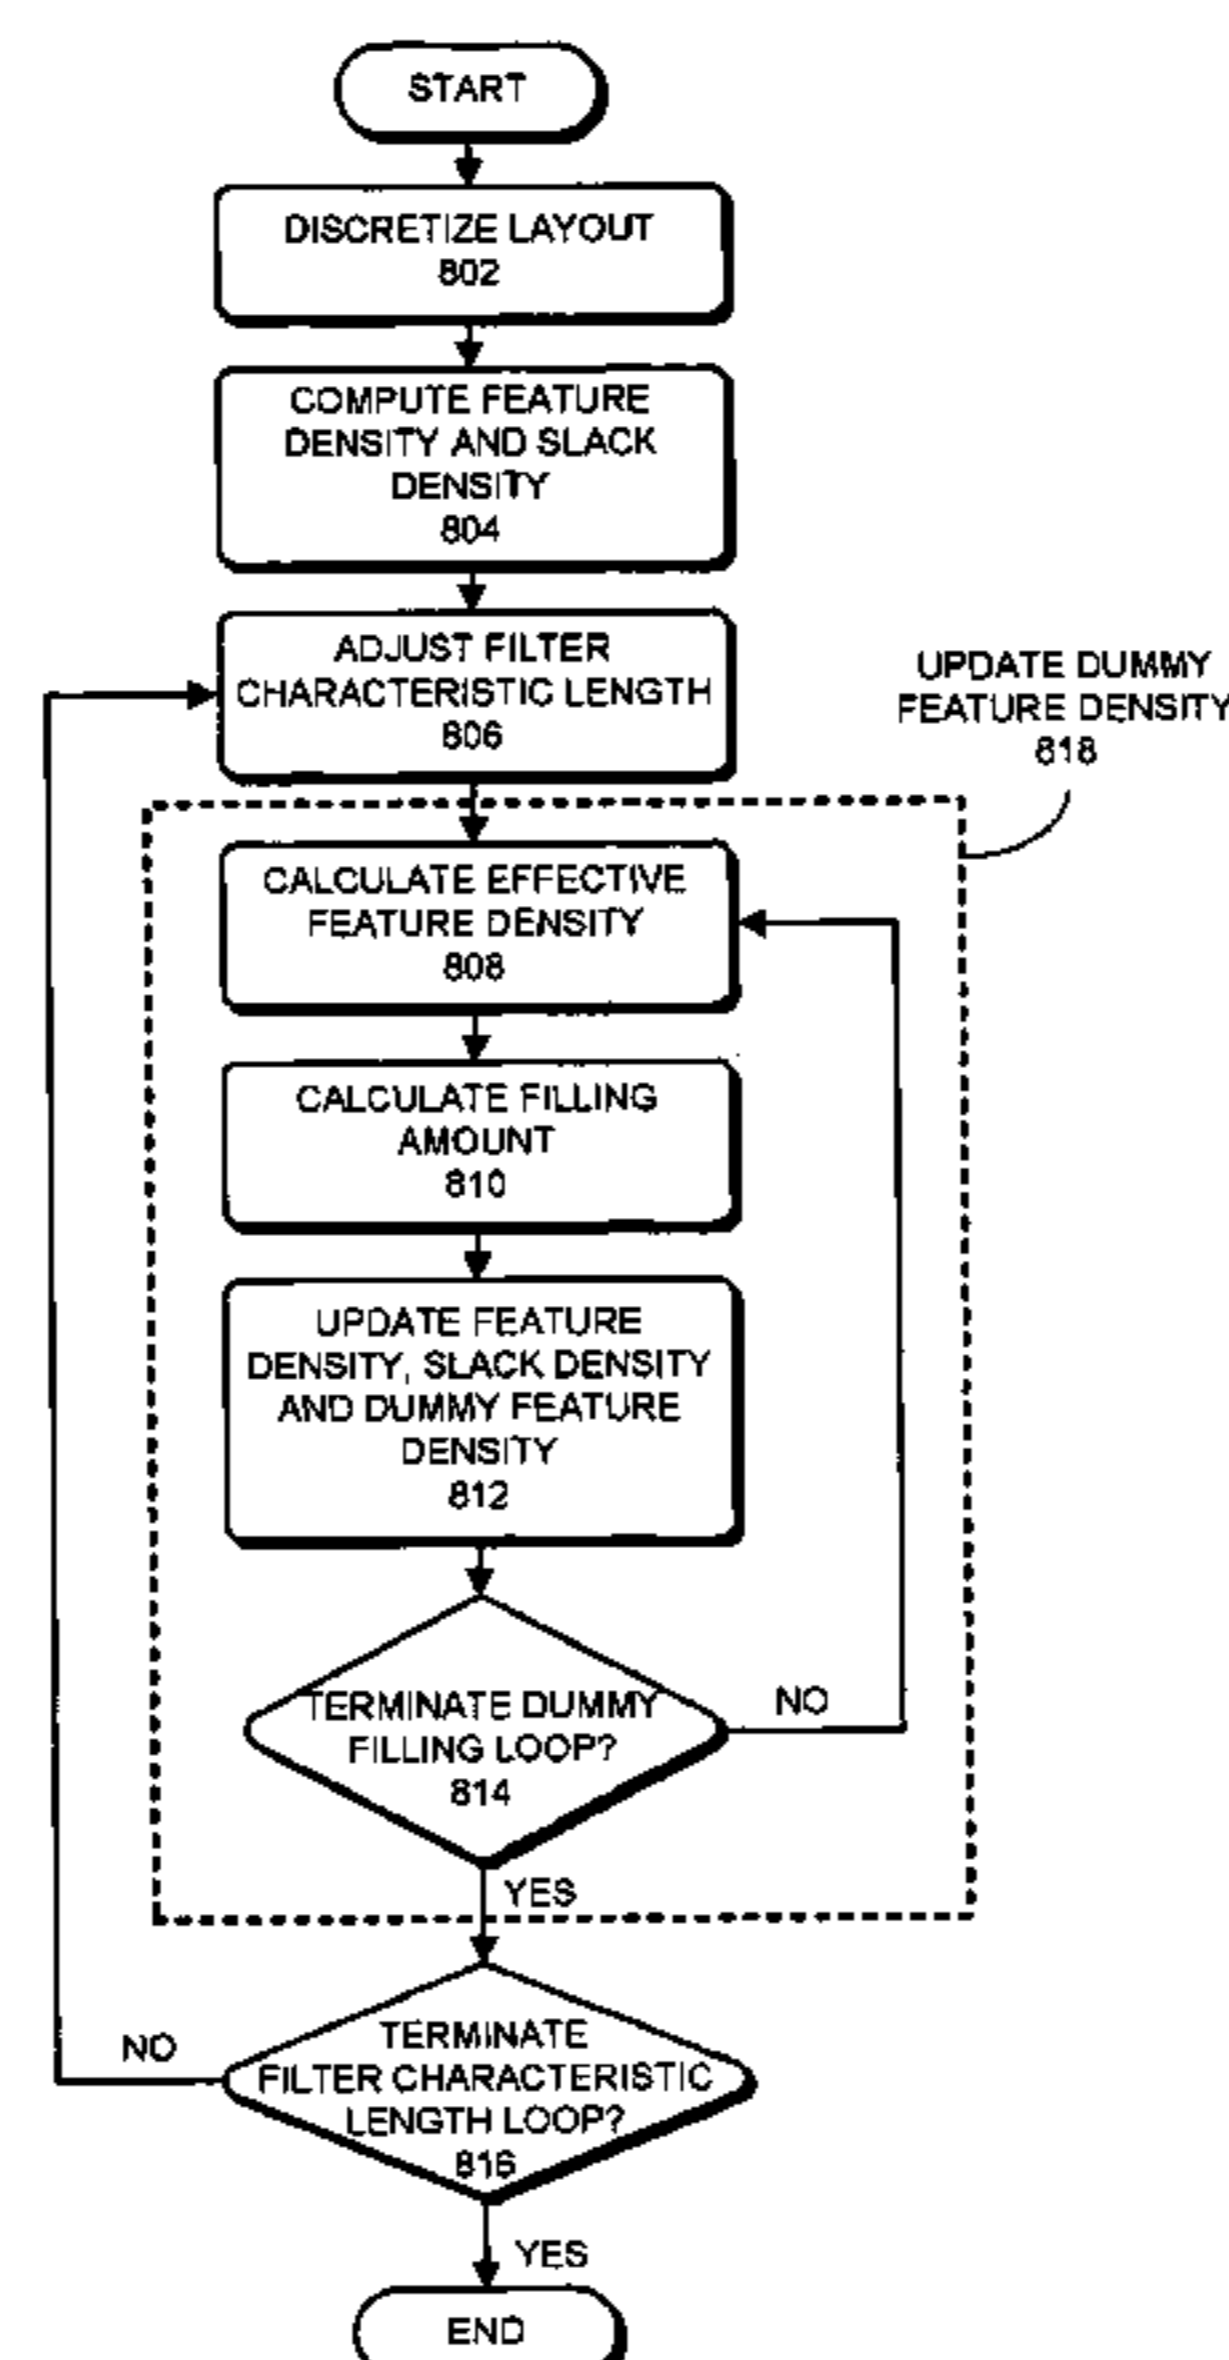 START
DISCRETIZE LAYOUT
802
COMPUTE FEATURE
DENSITY AND SLACK
DENSITY
804
ADJUST FILTER
CHARACTERISTIC LENGTH
806
UPDATE DUMMY
FEATURE DENSITY
818
CALCULATE EFFECTIVE
FEATURE DENSITY
808
CALCULATE FILLING
AMOUNT
810
UPDATE FEATURE
DENSITY, SLACK DENSITY
AND DUMMY FEATURE
DENSITY
812
TERMINATE DUMMY
FILLING LOOP?
814
NO
YES
TERMINATE
FILTER CHARACTERISTIC
LENGTH LOOP?
816
NO
YES
END